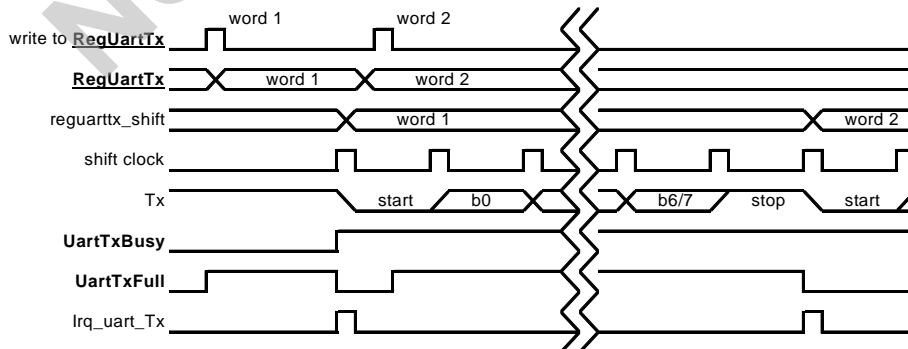 word 1 word 2
write to RegUartTx
RegUartTx word 1 word 2
reguarttx_shift word 1 word 2
shift clock
Tx start b0 b6/7 stop start
UartTxBusy
UartTxFull
Irq_uart_Tx